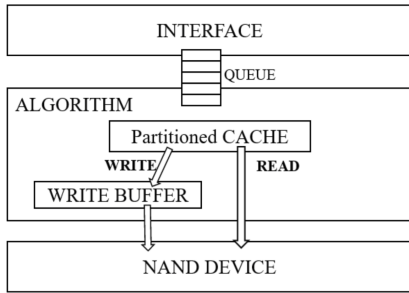 INTERFACE
QUEUE
ALGORITHM
Partitioned CACHE
WRITE
READ
WRITE BUFFER
NAND DEVICE